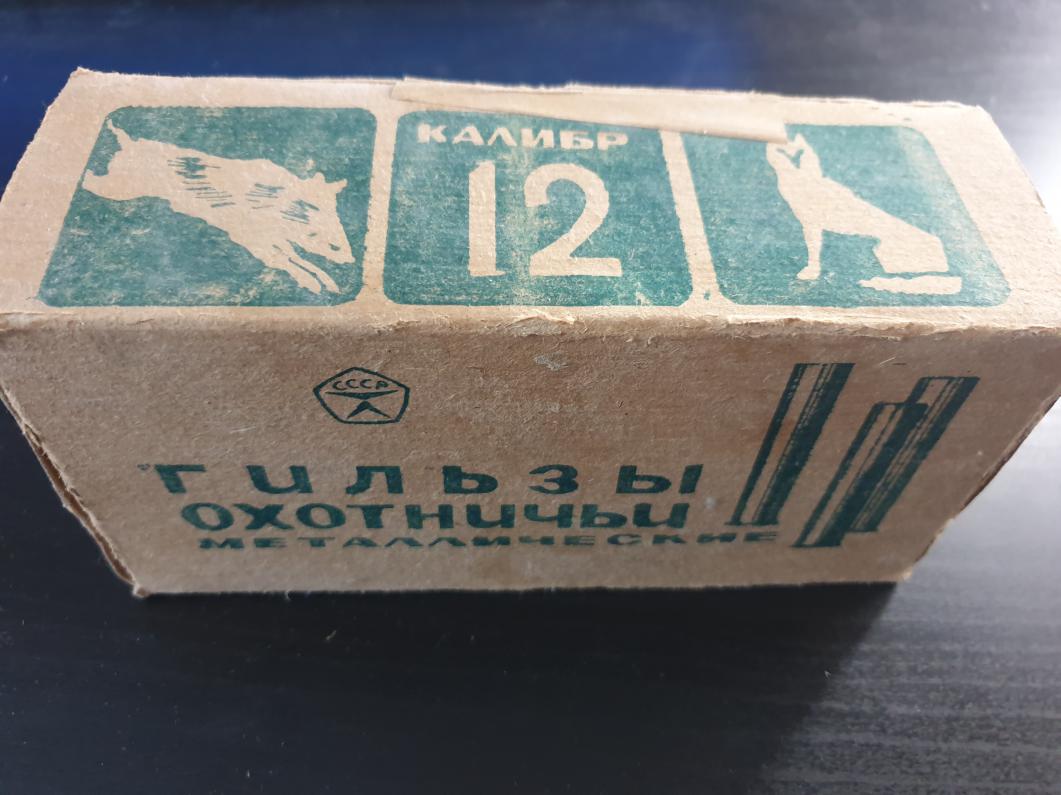 КАЛИБР
12
СССР
ГИЛЬЗЫ
ОХОТНИЧЬИ
МЕТАЛЛИЧЕСКИЕ